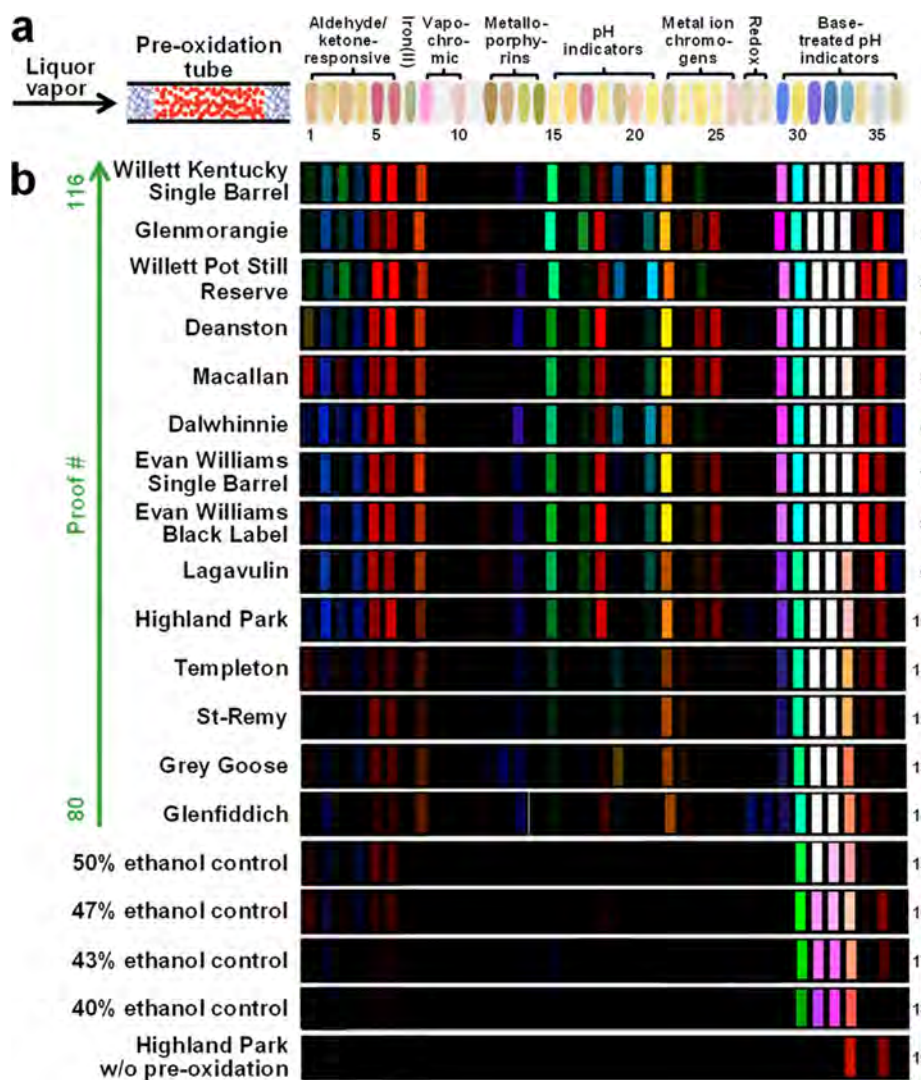 a
Liquor
vapor
Pre-oxidation
tube
Aldehyde/
ketone-
responsive
Iron(II)
Vapo-
chro-
mic
Metallo-
porphy-
rins
pH
indicators
Metal ion
chromo-
gens
Redox
Base-
treated pH
indicators
1 5 10 15 20 25 30 35
b
116
Proof #
80
Willett Kentucky
Single Barrel
Glenmorangie
Willett Pot Still
Reserve
Deanston
Macallan
Dalwhinnie
Evan Williams
Single Barrel
Evan Williams
Black Label
Lagavulin
Highland Park
Templeton
St-Remy
Grey Goose
Glenfiddich
50% ethanol control
47% ethanol control
43% ethanol control
40% ethanol control
Highland Park
w/o pre-oxidation